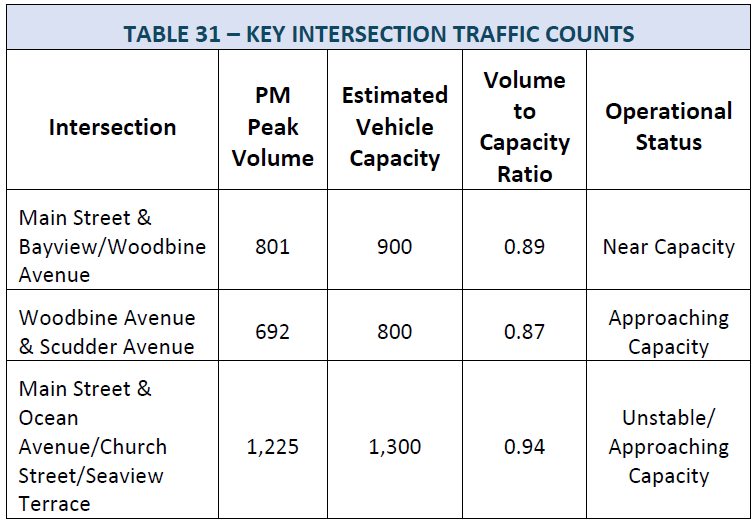 TABLE 31 – KEY INTERSECTION TRAFFIC COUNTS
Intersection
PM
Peak
Volume
Estimated
Vehicle
Capacity
Volume
to
Capacity
Ratio
Operational
Status
Main Street &
Bayview/Woodbine
Avenue
801
900
0.89
Near Capacity
Woodbine Avenue
& Scudder Avenue
692
800
0.87
Approaching
Capacity
Main Street &
Ocean
Avenue/Church
Street/Seaview
Terrace
1,225
1,300
0.94
Unstable/
Approaching
Capacity